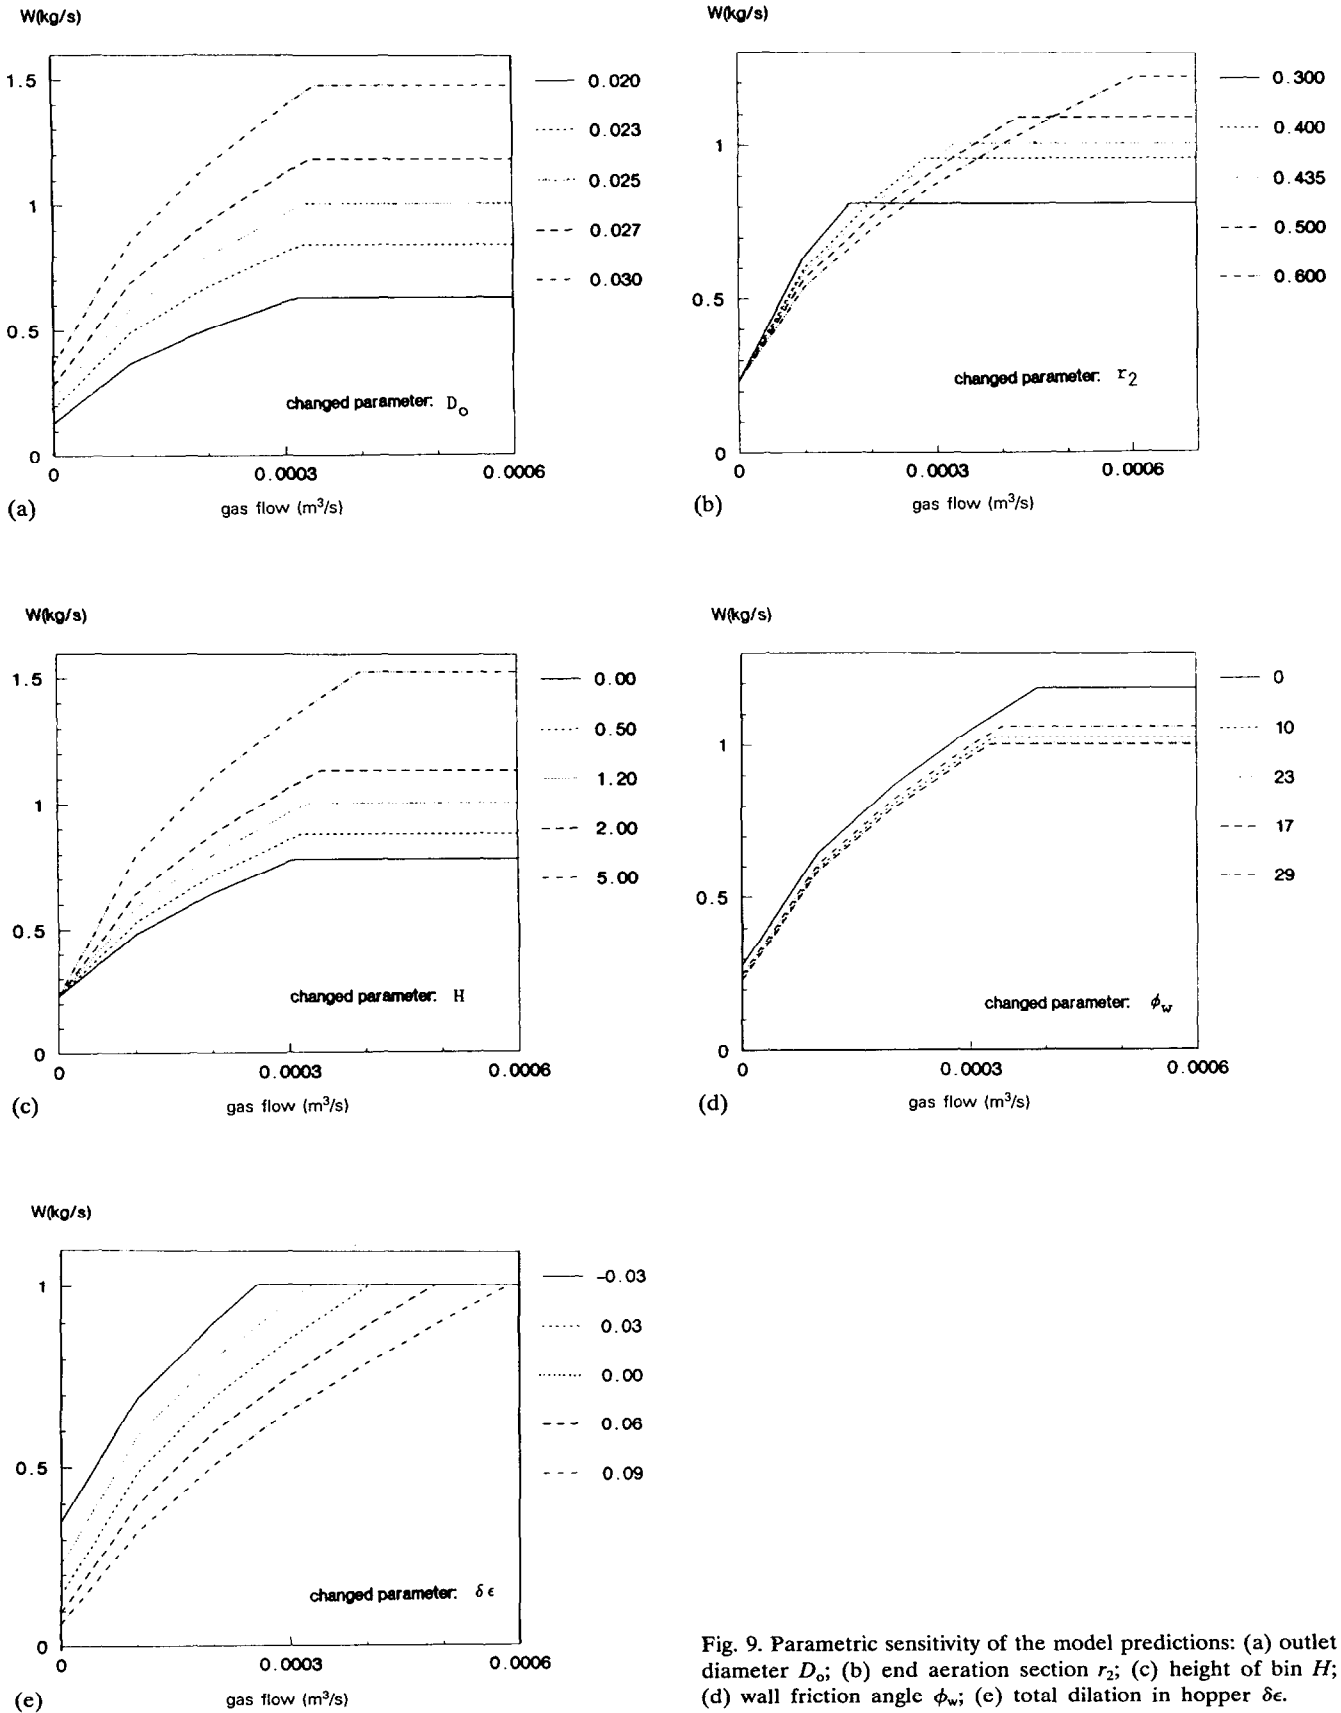 W(kg/s)
1.5
1
0.5
0
0
0.0003
0.0006
0.020
0.023
0.025
0.027
0.030
changed parameter: D₀
(a)
gas flow (m³/s)
W(kg/s)
1
0.5
0
0
0.0003
0.0006
0.300
0.400
0.435
0.500
0.600
changed parameter: r₂
(b)
gas flow (m³/s)
W(kg/s)
1.5
1
0.5
0
0
0.0003
0.0006
0.00
0.50
1.20
2.00
5.00
changed parameter: H
(c)
gas flow (m³/s)
W(kg/s)
1
0.5
0
0
0.0003
0.0006
0
10
23
17
29
changed parameter: ϕw
(d)
gas flow (m³/s)
W(kg/s)
1
0.5
0
0
0.0003
0.0006
-0.03
0.03
0.00
0.06
0.09
changed parameter: δϵ
(e)
gas flow (m³/s)
Fig. 9. Parametric sensitivity of the model predictions: (a) outlet
diameter Dₒ; (b) end aeration section r₂; (c) height of bin H;
(d) wall friction angle ϕw; (e) total dilation in hopper δϵ.